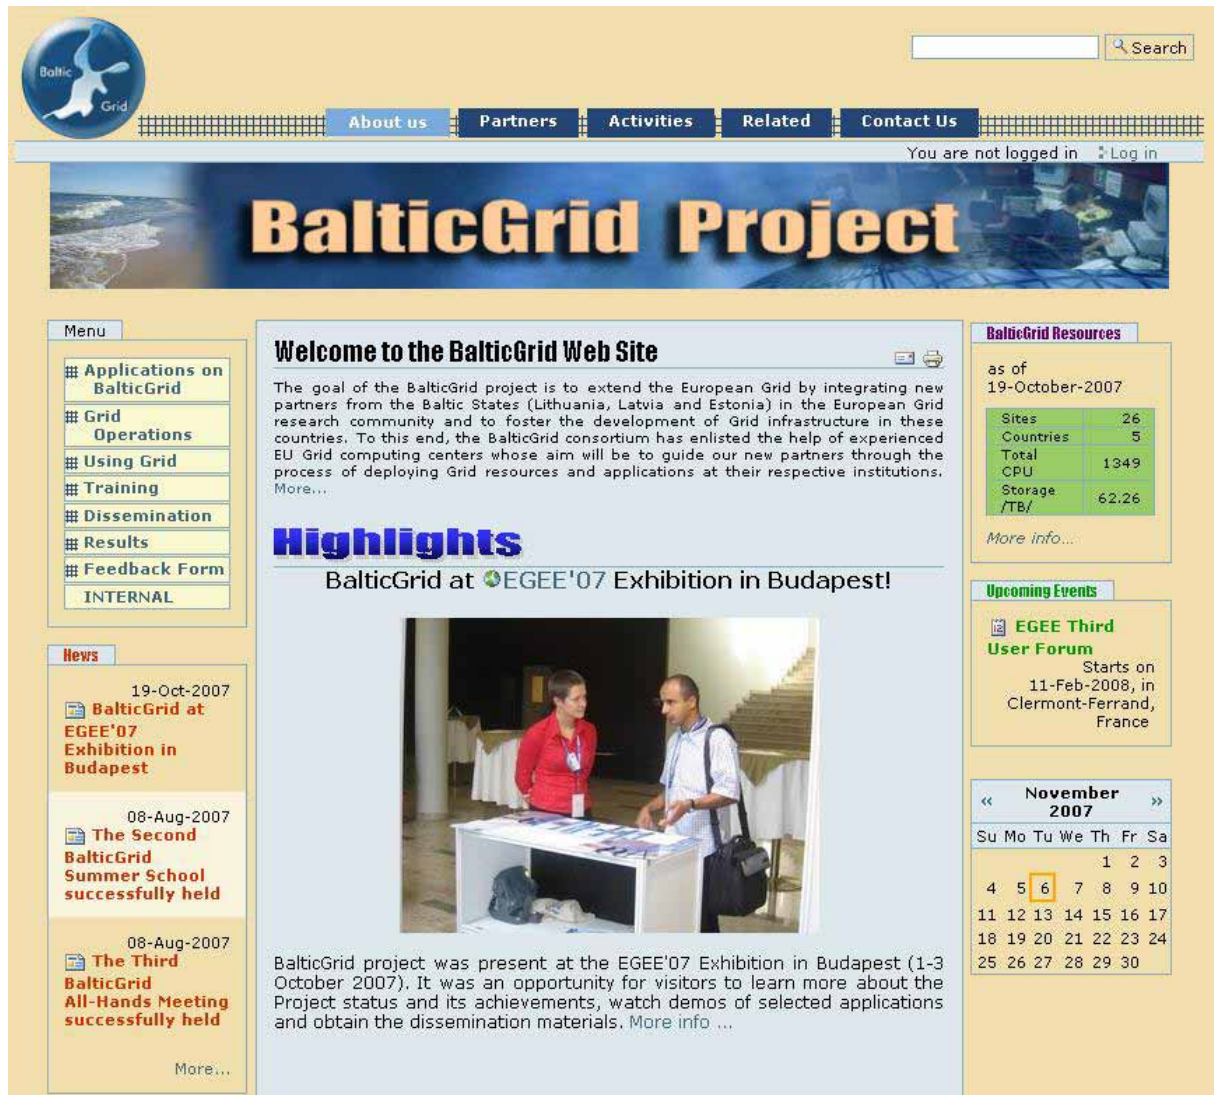 Baltic
Grid
Search
About us
Partners
Activities
Related
Contact Us
You are not logged in
Log in
BalticGrid Project
Menu
Applications on
BalticGrid
Grid
Operations
Using Grid
Training
Dissemination
Results
Feedback Form
INTERNAL
News
19-Oct-2007
BalticGrid at
EGEE'07
Exhibition in
Budapest
08-Aug-2007
The Second
BalticGrid
Summer School
successfully held
08-Aug-2007
The Third
BalticGrid
All-Hands Meeting
successfully held
More...
Welcome to the BalticGrid Web Site
The goal of the BalticGrid project is to extend the European Grid by integrating new
partners from the Baltic States (Lithuania, Latvia and Estonia) in the European Grid
research community and to foster the development of Grid infrastructure in these
countries. To this end, the BalticGrid consortium has enlisted the help of experienced
EU Grid computing centers whose aim will be to guide our new partners through the
process of deploying Grid resources and applications at their respective institutions.
More...
Highlights
BalticGrid at EGEE'07 Exhibition in Budapest!
BalticGrid project was present at the EGEE'07 Exhibition in Budapest (1-3
October 2007). It was an opportunity for visitors to learn more about the
Project status and its achievements, watch demos of selected applications
and obtain the dissemination materials. More info ...
BalticGrid Resources
as of
19-October-2007
Sites 26
Countries 5
Total
CPU 1349
Storage
/TB/ 62.26
More info...
Upcoming Events
12
EGEE Third
User Forum
Starts on
11-Feb-2008, in
Clermont-Ferrand,
France
« November
2007 »
Su Mo Tu We Th Fr Sa
1 2 3
4 5 6 7 8 9 10
11 12 13 14 15 16 17
18 19 20 21 22 23 24
25 26 27 28 29 30